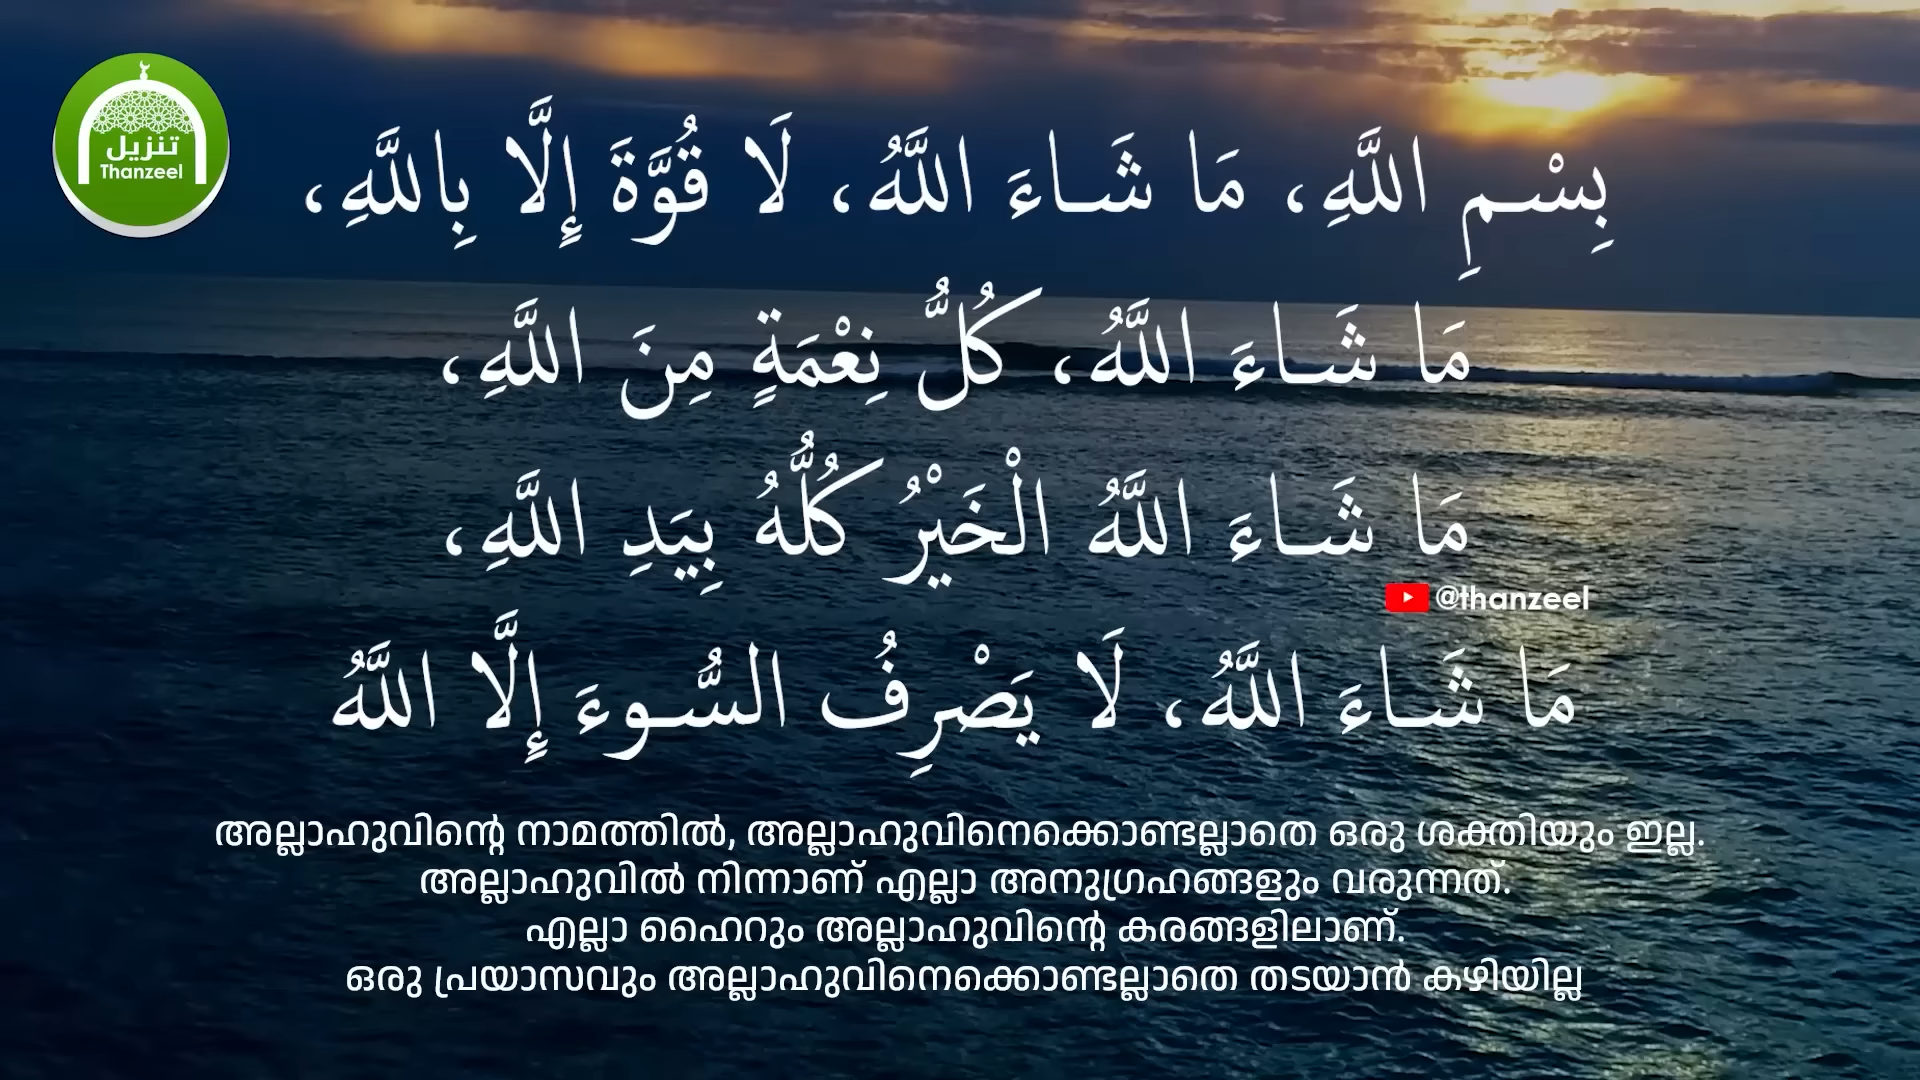 تنزيل
Thanzeel
بِسْمِ اللَّهِ، مَا شَاءَ اللَّهُ، لَا قُوَّةَ إِلَّا بِاللَّهِ،
مَا شَاءَ اللَّهُ، كُلُّ نِعْمَةٍ مِنَ اللَّهِ،
مَا شَاءَ اللَّهُ الْخَيْرُ كُلُّهُ بِيَدِ اللَّهِ،
@thanzeel
مَا شَاءَ اللَّهُ، لَا يَصْرِفُ السُّوءَ إِلَّا اللَّهُ
അല്ലാഹുവിന്റെ നാമത്തിൽ, അല്ലാഹുവിനെക്കൊണ്ടല്ലാതെ ഒരു ശക്തിയും ഇല്ല.
അല്ലാഹുവിൽ നിന്നാണ് എല്ലാ അനുഗ്രഹങ്ങളും വരുന്നത്.
എല്ലാ ഹൈറും അല്ലാഹുവിന്റെ കരങ്ങളിലാണ്.
ഒരു പ്രയാസവും അല്ലാഹുവിനെക്കൊണ്ടല്ലാതെ തടയാൻ കഴിയില്ല